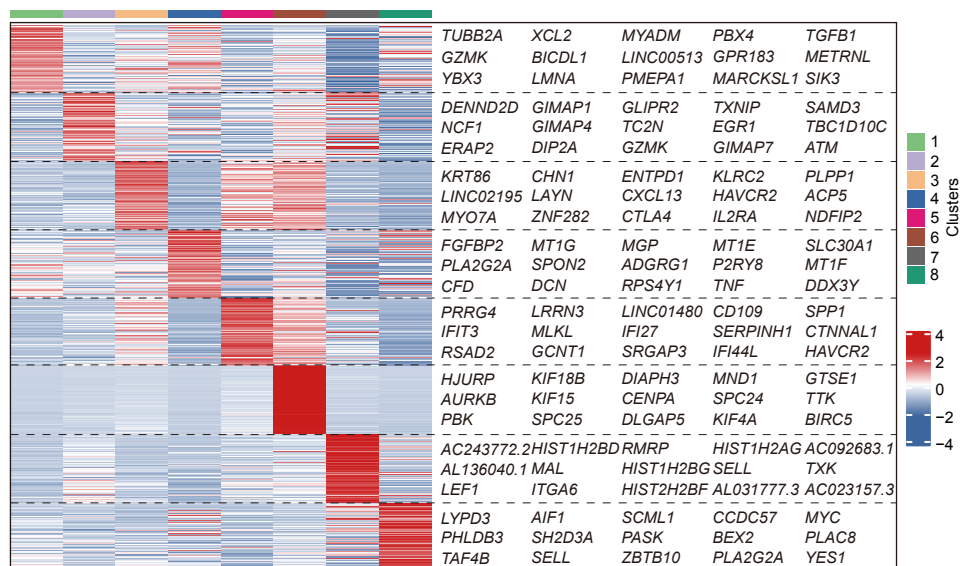 TUBB2A XCL2 MYADM PBX4 TGFB1
GZMK BICDL1 LINC00513 GPR183 METRNL
YBX3 LMNA PMEPA1 MARCKSL1 SIK3
DENND2D GIMAP1 GLIPR2 TXNIP SAMD3
NCF1 GIMAP4 TC2N EGR1 TBC1D10C
ERAP2 DIP2A GZMK GIMAP7 ATM
KRT86 CHN1 ENTPD1 KLRC2 PLPP1
LINC02195 LAYN CXCL13 HAVCR2 ACP5
MYO7A ZNF282 CTLA4 IL2RA NDFIP2
FGFBP2 MT1G MGP MT1E SLC30A1
PLA2G2A SPON2 ADGRG1 P2RY8 MT1F
CFD DCN RPS4Y1 TNF DDX3Y
PRRG4 LRRN3 LINC01480 CD109 SPP1
IFIT3 MLKL IFI27 SERPINH1 CTNNAL1
RSAD2 GCNT1 SRGAP3 IFI44L HAVCR2
HJURP KIF18B DIAPH3 MND1 GTSE1
AURKB KIF15 CENPA SPC24 TTK
PBK SPC25 DLGAP5 KIF4A BIRC5
AC243772.2 HIST1H2BD RMRP HIST1H2AG AC092683.1
AL136040.1 MAL HIST1H2BG SELL TXK
LEF1 ITGA6 HIST2H2BF AL031777.3 AC023157.3
LYPD3 AIF1 SCML1 CCDC57 MYC
PHLDB3 SH2D3A PASK BEX2 PLAC8
TAF4B SELL ZBTB10 PLA2G2A YES1
1
2
3
4
5
6
7
8
Clusters
4
2
0
−2
−4